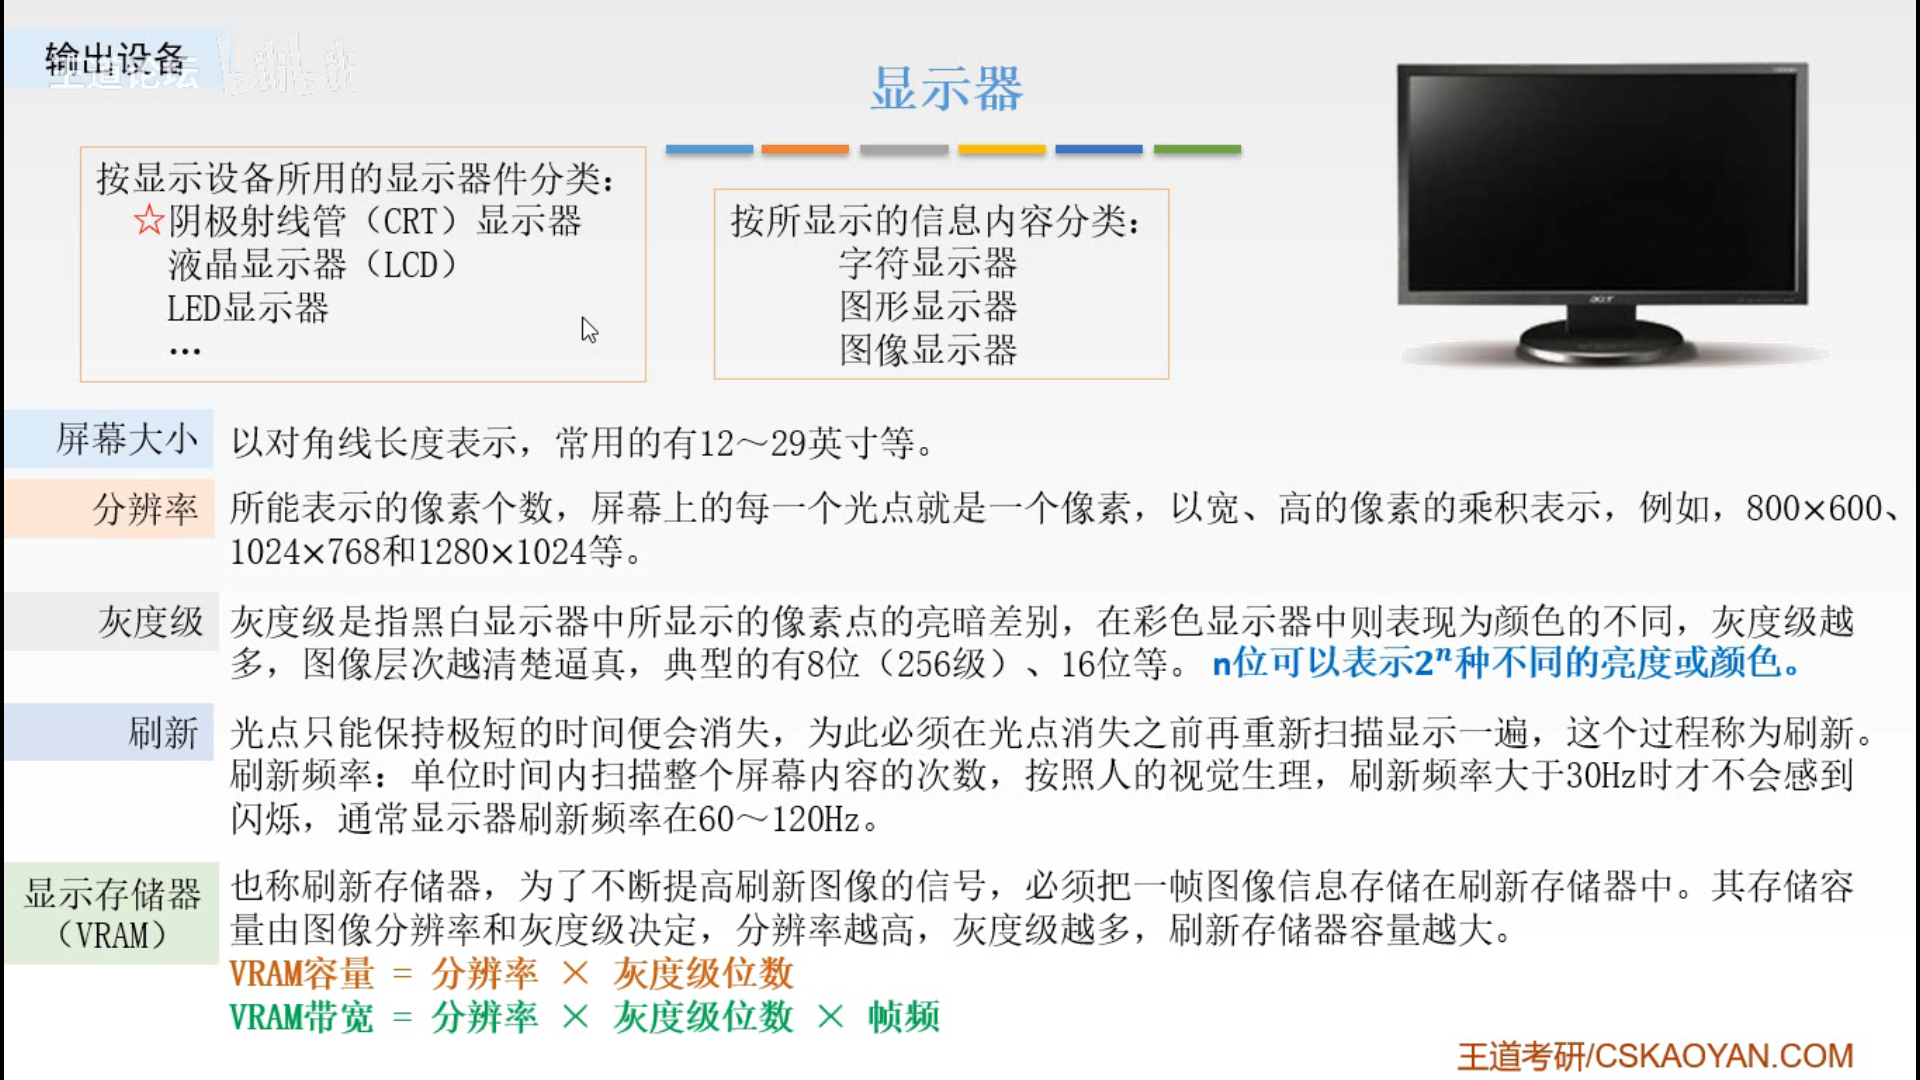 输出设备
王道论坛
bilibili
显示器
按显示设备所用的显示器件分类：
☆阴极射线管（CRT）显示器
液晶显示器（LCD）
LED显示器
…
按所显示的信息内容分类：
字符显示器
图形显示器
图像显示器
acer
屏幕大小
以对角线长度表示，常用的有12～29英寸等。
分辨率
所能表示的像素个数，屏幕上的每一个光点就是一个像素，以宽、高的像素的乘积表示，例如，800×600、
1024×768和1280×1024等。
灰度级
灰度级是指黑白显示器中所显示的像素点的亮暗差别，在彩色显示器中则表现为颜色的不同，灰度级越
多，图像层次越清楚逼真，典型的有8位（256级）、16位等。 n位可以表示2ⁿ种不同的亮度或颜色。
刷新
光点只能保持极短的时间便会消失，为此必须在光点消失之前再重新扫描显示一遍，这个过程称为刷新。
刷新频率：单位时间内扫描整个屏幕内容的次数，按照人的视觉生理，刷新频率大于30Hz时才不会感到
闪烁，通常显示器刷新频率在60～120Hz。
显示存储器
（VRAM）
也称刷新存储器，为了不断提高刷新图像的信号，必须把一帧图像信息存储在刷新存储器中。其存储容
量由图像分辨率和灰度级决定，分辨率越高，灰度级越多，刷新存储器容量越大。
VRAM容量 = 分辨率 × 灰度级位数
VRAM带宽 = 分辨率 × 灰度级位数 × 帧频
王道考研/CSKAOYAN.COM